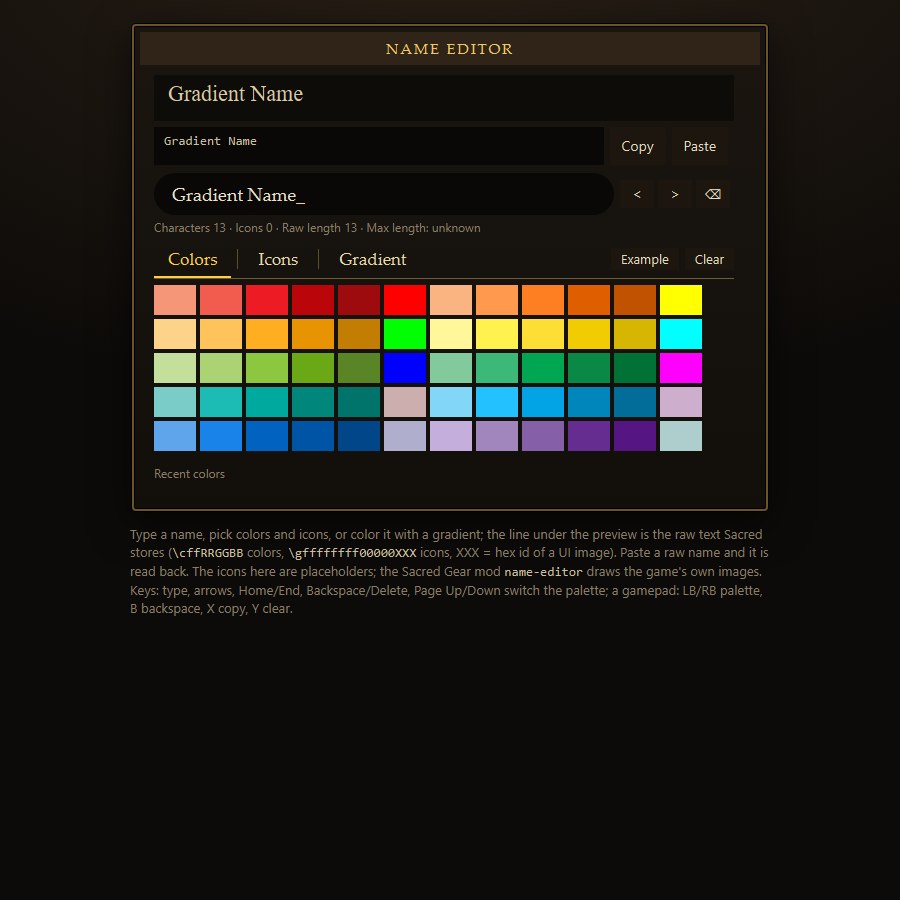 NAME EDITOR
Gradient Name
Gradient Name
Copy
Paste
Gradient Name_
<
>
⌫
Characters 13 · Icons 0 · Raw length 13 · Max length: unknown
Colors
Icons
Gradient
Example
Clear
Recent colors
Type a name, pick colors and icons, or color it with a gradient; the line under the preview is the raw text Sacred
stores (\cffRRGGBB colors, \gffffffff00000XXX icons, XXX = hex id of a UI image). Paste a raw name and it is
read back. The icons here are placeholders; the Sacred Gear mod name-editor draws the game's own images.
Keys: type, arrows, Home/End, Backspace/Delete, Page Up/Down switch the palette; a gamepad: LB/RB palette,
B backspace, X copy, Y clear.